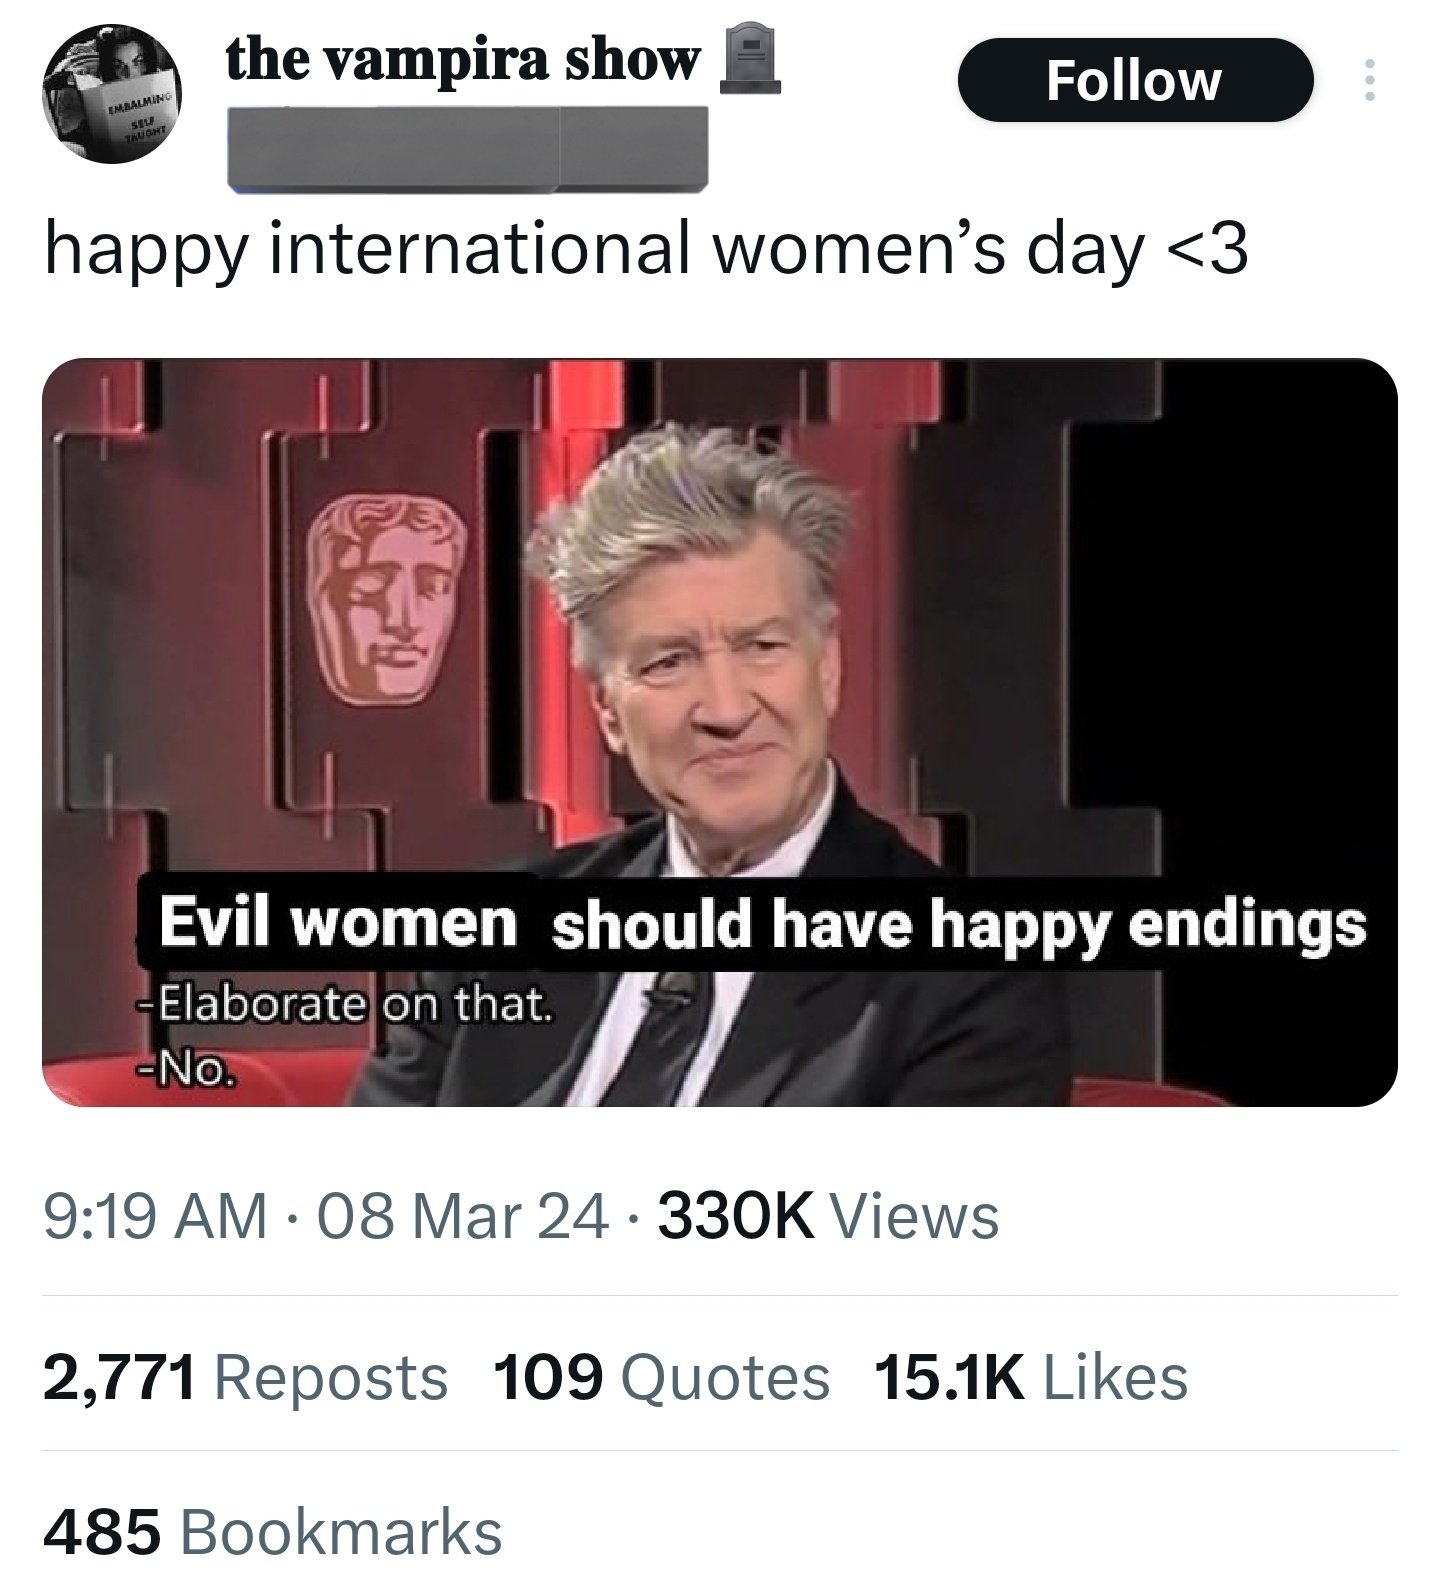 the vampira show 🪦
Follow
EMBALMING
SELF
TAUGHT
happy international women’s day <3
Evil women should have happy endings
-Elaborate on that.
-No.
9:19 AM · 08 Mar 24 · 330K Views
2,771 Reposts 109 Quotes 15.1K Likes
485 Bookmarks